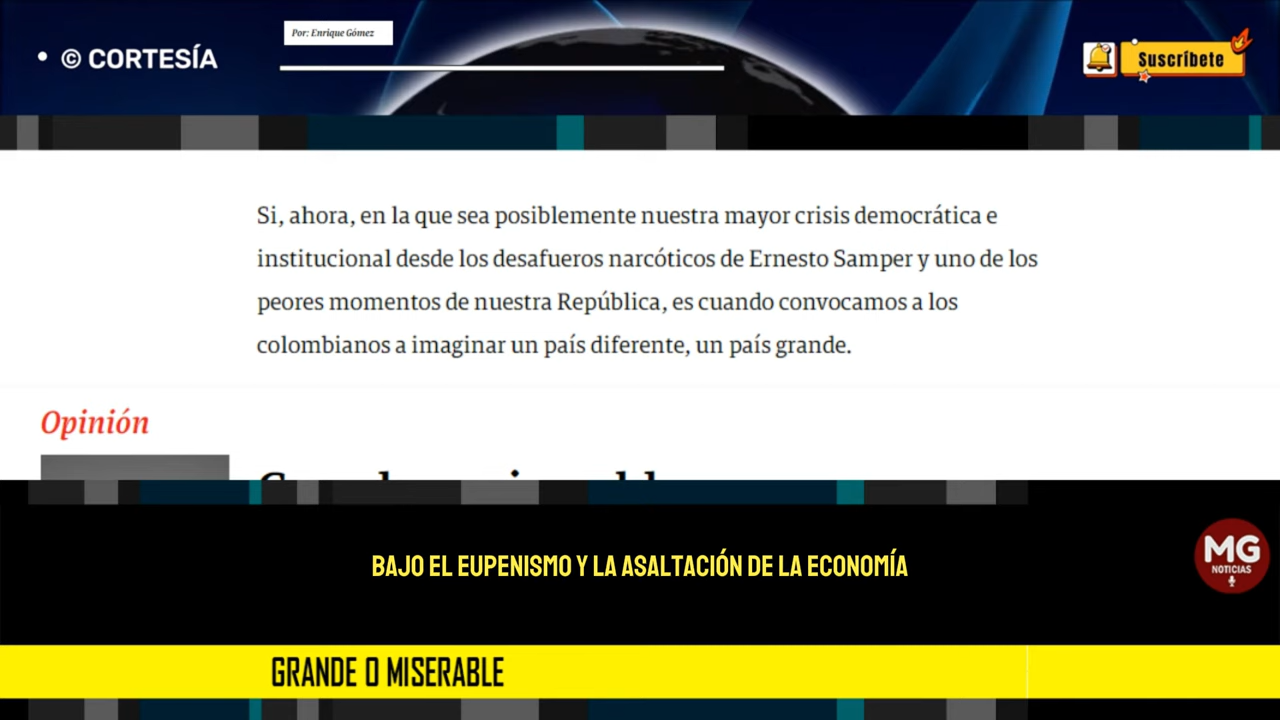 Por: Enrique Gómez
• © CORTESÍA
Suscríbete
Si, ahora, en la que sea posiblemente nuestra mayor crisis democrática e
institucional desde los desafueros narcóticos de Ernesto Samper y uno de los
peores momentos de nuestra República, es cuando convocamos a los
colombianos a imaginar un país diferente, un país grande.
Opinión
BAJO EL EUPENISMO Y LA ASALTACIÓN DE LA ECONOMÍA
MG
NOTICIAS
GRANDE O MISERABLE